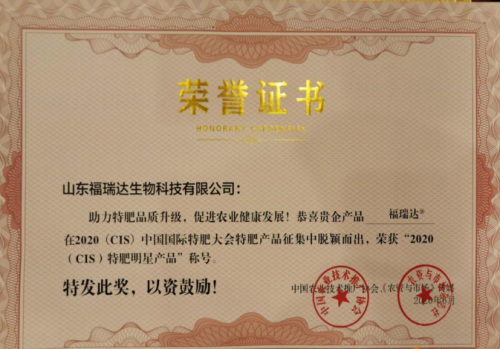 荣誉证书
HONORARY CREDENTIAL
山东福瑞达生物科技有限公司：
助力特肥品质升级，促进农业健康发展！恭喜贵企产品 福瑞达®
在2020（CIS）中国国际特肥大会特肥产品征集中脱颖而出，荣获“2020
（CIS）特肥明星产品”称号。
特发此奖，以资鼓励！
中国农业技术推广协会、《农资与市场》传媒